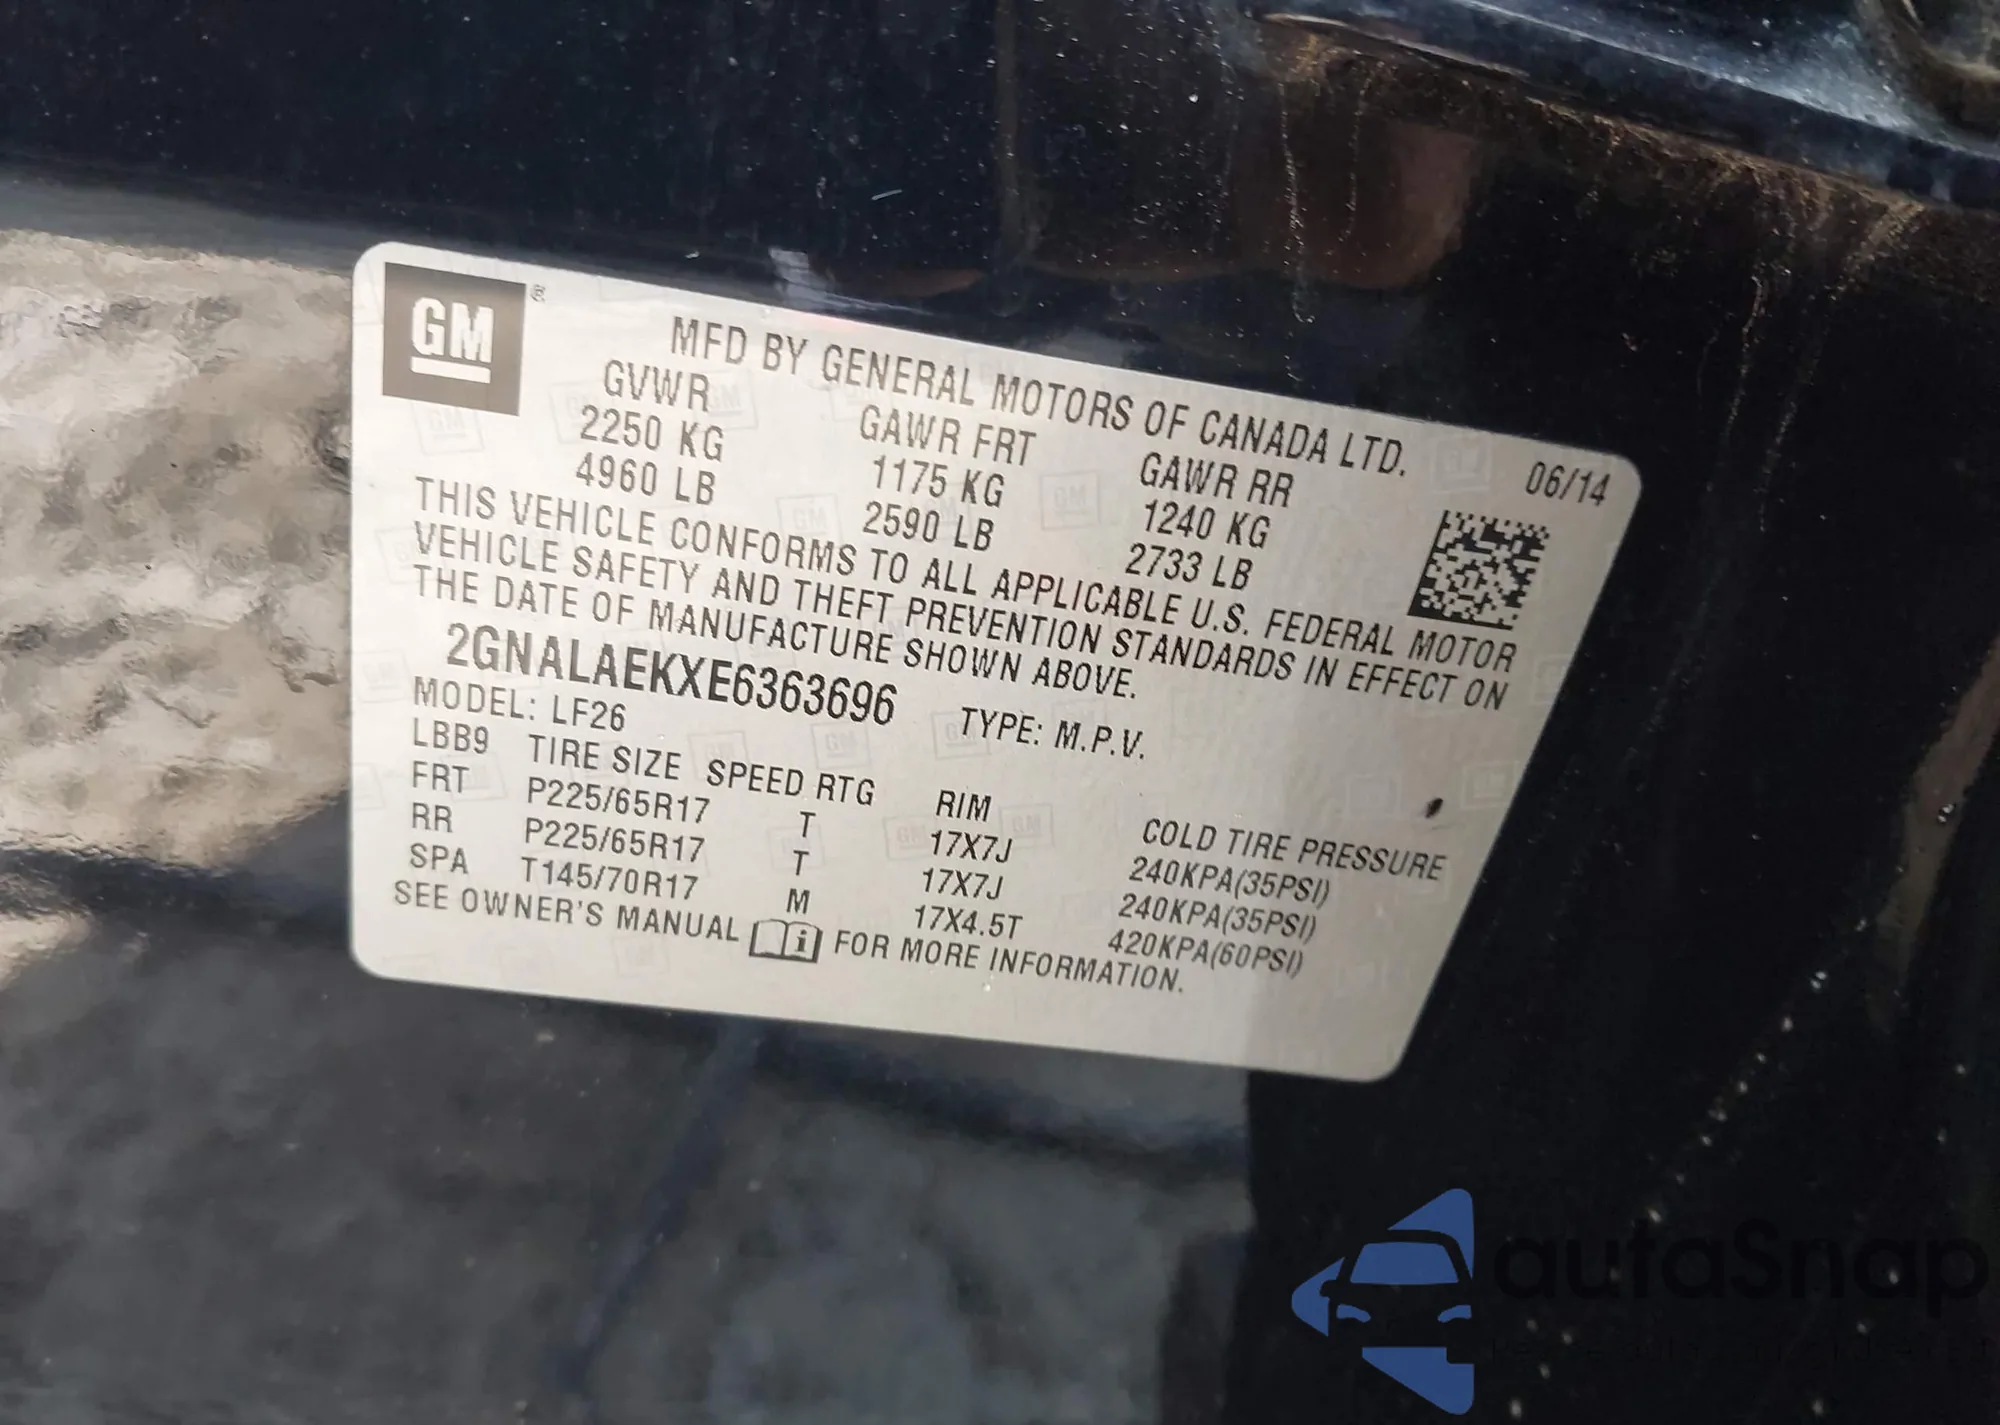 GM ®
MFD BY GENERAL MOTORS OF CANADA LTD.
06/14
GVWR GAWR FRT GAWR RR
2250 KG 1175 KG 1240 KG
4960 LB 2590 LB 2733 LB
THIS VEHICLE CONFORMS TO ALL APPLICABLE U.S. FEDERAL MOTOR
VEHICLE SAFETY AND THEFT PREVENTION STANDARDS IN EFFECT ON
THE DATE OF MANUFACTURE SHOWN ABOVE.
2GNALAEKXE6363696 TYPE: M.P.V.
MODEL: LF26
LBB9 TIRE SIZE SPEED RTG RIM COLD TIRE PRESSURE
FRT P225/65R17 T 17X7J 240KPA(35PSI)
RR P225/65R17 T 17X7J 240KPA(35PSI)
SPA T145/70R17 M 17X4.5T 420KPA(60PSI)
SEE OWNER'S MANUAL i FOR MORE INFORMATION.
autaSnap